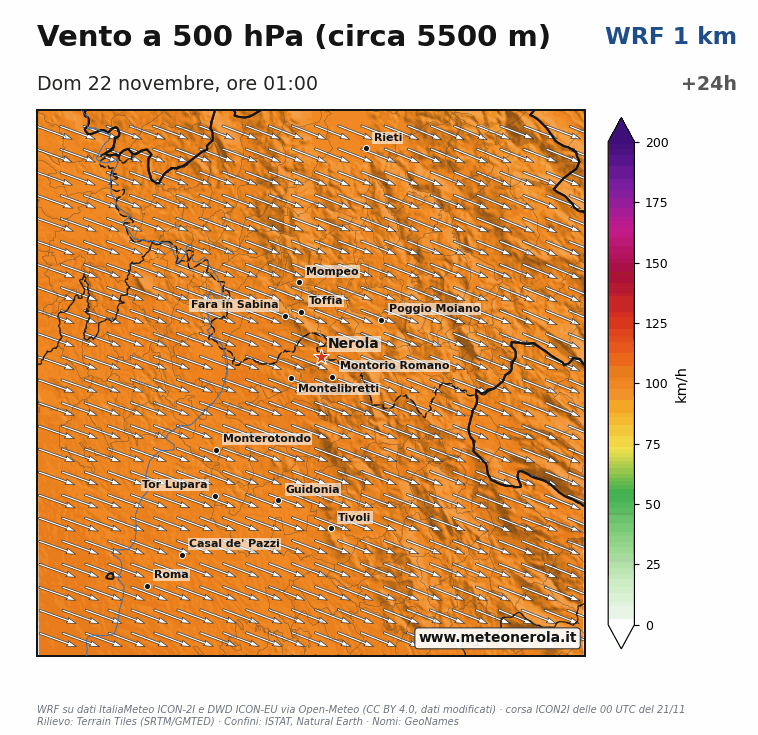 Vento a 500 hPa (circa 5500 m)
WRF 1 km
Dom 22 novembre, ore 01:00
+24h
Rieti
Mompeo
Fara in Sabina
Toffia
Poggio Moiano
Nerola
Montorio Romano
Montelibretti
Monterotondo
Tor Lupara
Guidonia
Tivoli
Casal de' Pazzi
Roma
www.meteonerola.it
200
175
150
125
100
75
50
25
0
km/h
WRF su dati ItaliaMeteo ICON-2I e DWD ICON-EU via Open-Meteo (CC BY 4.0, dati modificati) · corsa ICON2I delle 00 UTC del 21/11
Rilievo: Terrain Tiles (SRTM/GMTED) · Confini: ISTAT, Natural Earth · Nomi: GeoNames